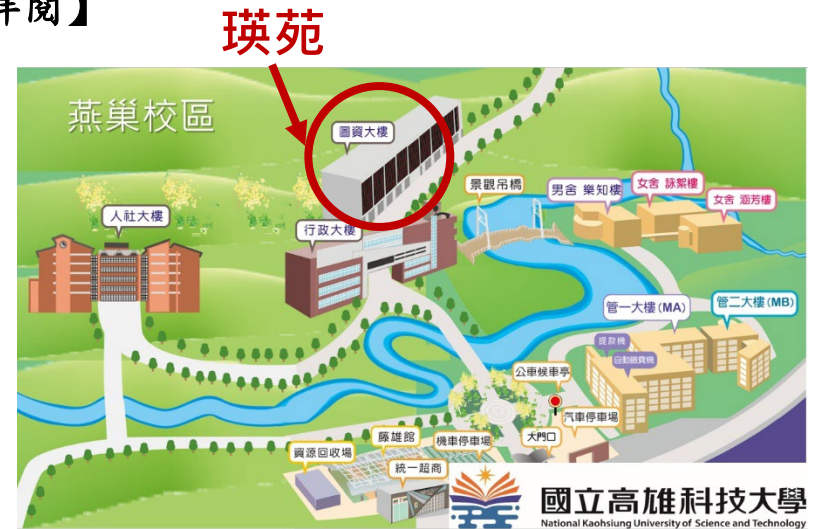 年閱】
瑛苑
燕巢校區
圖資大樓
景觀吊橋
男舍 樂知樓
女舍 詠絮樓
女舍 涵芳樓
人社大樓
行政大樓
管一大樓(MA)
管二大樓(MB)
提款機
自動繳費機
公車候車亭
汽車停車場
大門口
機車停車場
藤雄館
資源回收場
統一超商
國立高雄科技大學
National Kaohsiung University of Science and Technology